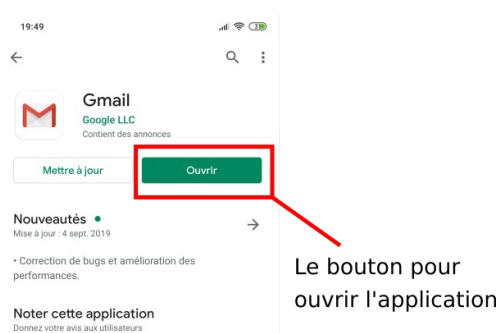 19:49
Gmail
Google LLC
Contient des annonces
Mettre à jour
Ouvrir
Nouveautés
Mise à jour : 4 sept. 2019
• Correction de bugs et amélioration des
performances.
Noter cette application
Donnez votre avis aux utilisateurs
Le bouton pour
ouvrir l'application